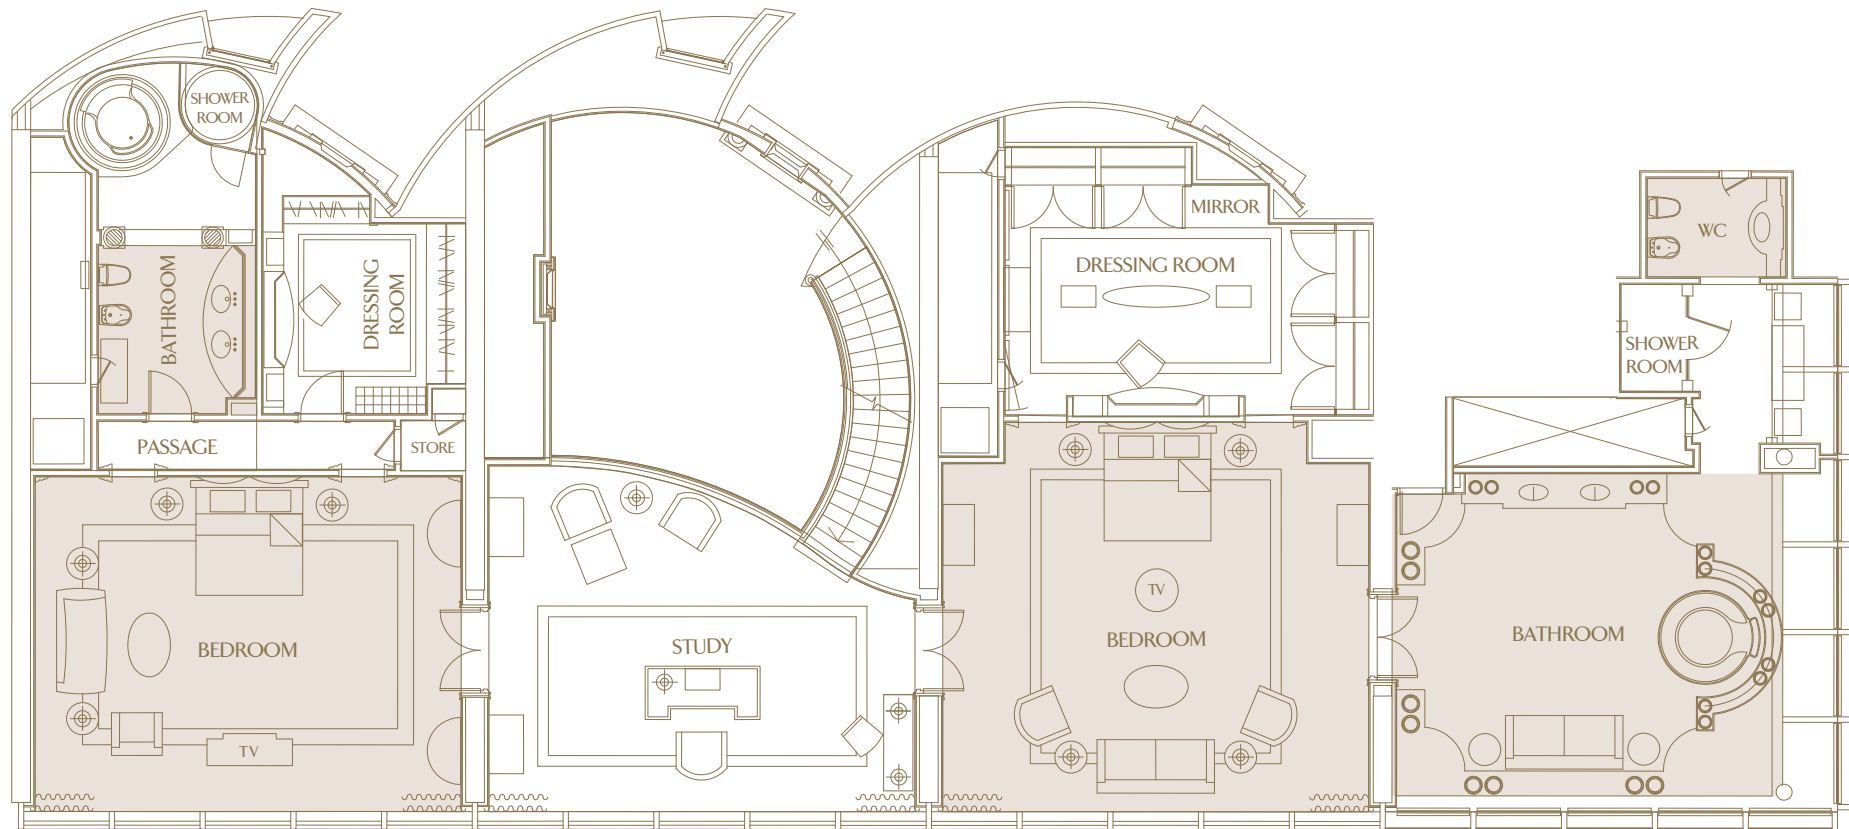 SHOWER
ROOM
BATHROOM
DRESSING
ROOM
PASSAGE
STORE
BEDROOM
TV
STUDY
MIRROR
DRESSING ROOM
TV
BEDROOM
WC
SHOWER
ROOM
BATHROOM